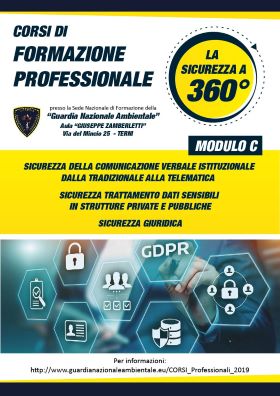 CORSI DI
FORMAZIONE
PROFESSIONALE
LA
SICUREZZA A
360°
presso la Sede Nazionale di Formazione della
"Guardia Nazionale Ambientale"
Aula "GIUSEPPE ZAMBERLETTI"
Via del Mincio 25 - TERNI
MODULO C
SICUREZZA DELLA COMUNICAZIONE VERBALE ISTITUZIONALE
DALLA TRADIZIONALE ALLA TELEMATICA
SICUREZZA TRATTAMENTO DATI SENSIBILI
IN STRUTTURE PRIVATE E PUBBLICHE
SICUREZZA GIURIDICA
GDPR
Per informazioni:
http://www.guardianazionaleambientale.eu/CORSI_Professionali_2019